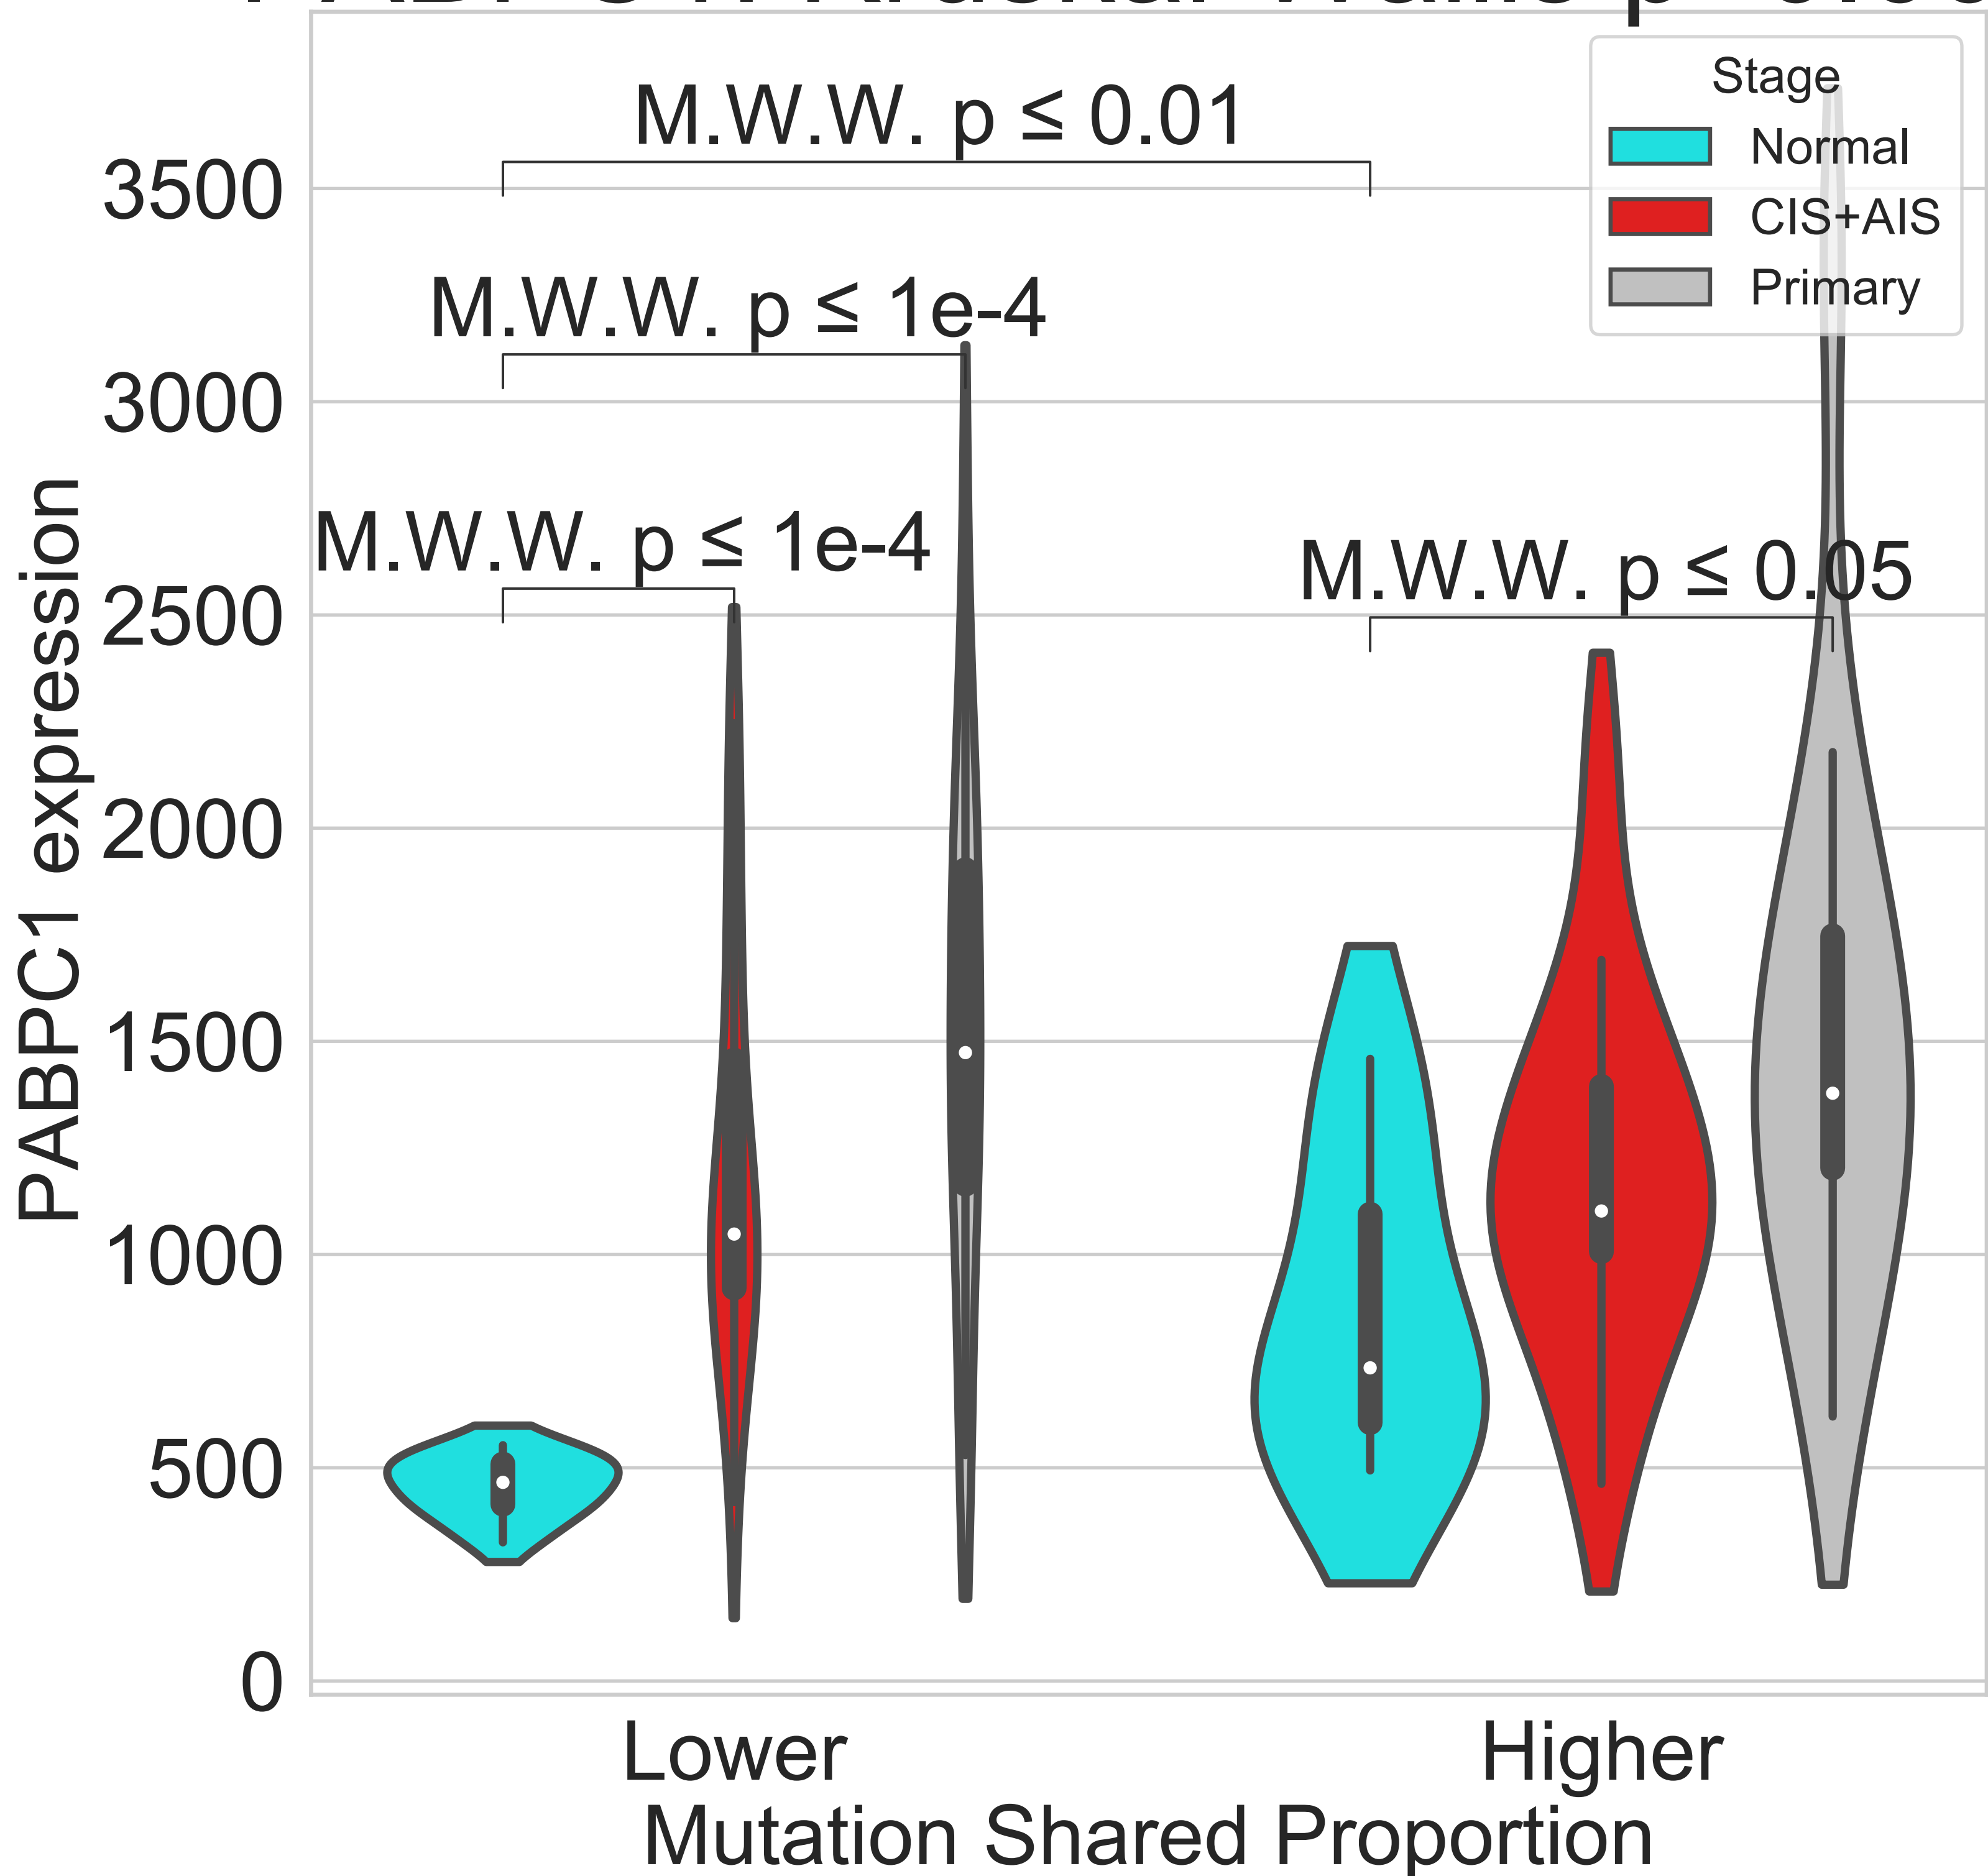 M.W.W. p ≤ 0.01
Stage
Normal
CIS+AIS
Primary
M.W.W. p ≤ 1e-4
M.W.W. p ≤ 1e-4
M.W.W. p ≤ 0.05
3500
3000
2500
2000
1500
1000
500
0
PABPC1 expression
Lower
Higher
Mutation Shared Proportion